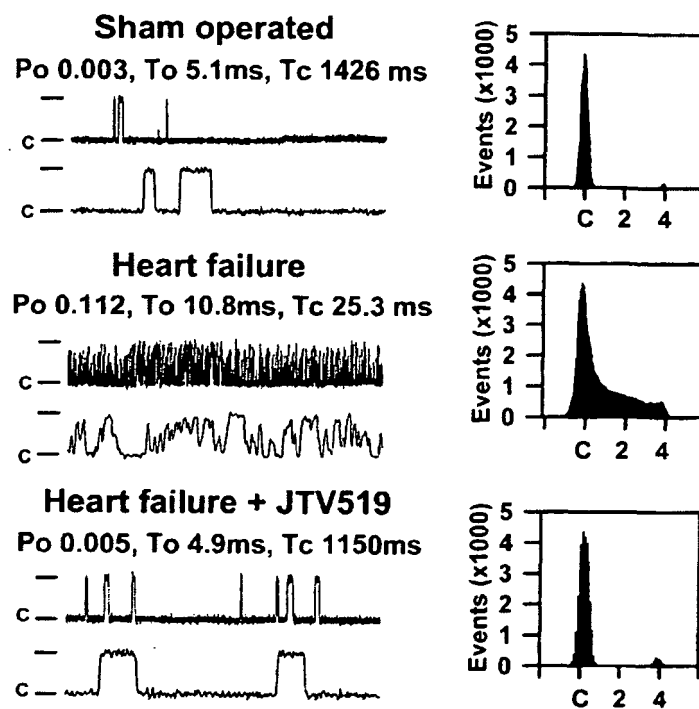 Sham operated
Po 0.003, To 5.1ms, Tc 1426 ms
C
C
Events (x1000)
5
4
3
2
1
0
C 2 4
Heart failure
Po 0.112, To 10.8ms, Tc 25.3 ms
C
C
Events (x1000)
5
4
3
2
1
0
C 2 4
Heart failure + JTV519
Po 0.005, To 4.9ms, Tc 1150ms
C
C
Events (x1000)
5
4
3
2
1
0
C 2 4